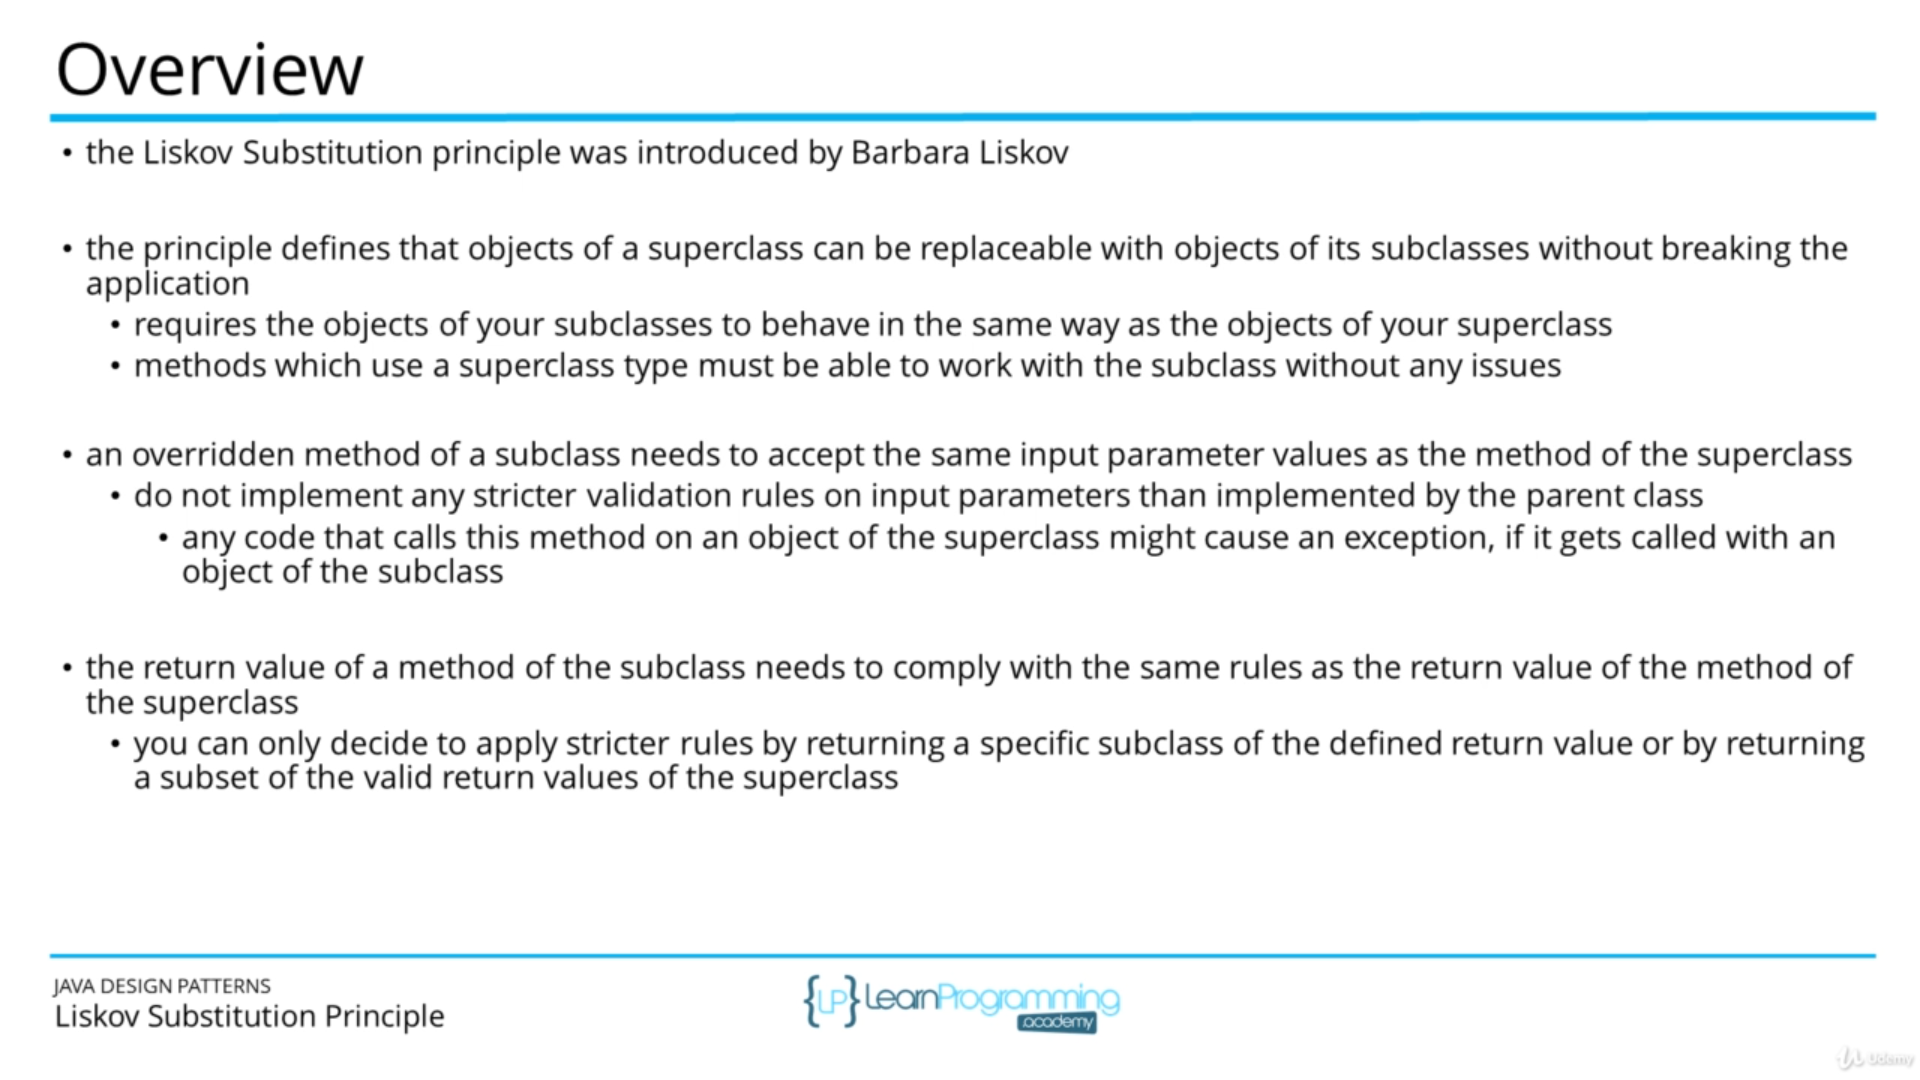 Overview
• the Liskov Substitution principle was introduced by Barbara Liskov
• the principle defines that objects of a superclass can be replaceable with objects of its subclasses without breaking the
application
• requires the objects of your subclasses to behave in the same way as the objects of your superclass
• methods which use a superclass type must be able to work with the subclass without any issues
• an overridden method of a subclass needs to accept the same input parameter values as the method of the superclass
• do not implement any stricter validation rules on input parameters than implemented by the parent class
• any code that calls this method on an object of the superclass might cause an exception, if it gets called with an
object of the subclass
• the return value of a method of the subclass needs to comply with the same rules as the return value of the method of
the superclass
• you can only decide to apply stricter rules by returning a specific subclass of the defined return value or by returning
a subset of the valid return values of the superclass
JAVA DESIGN PATTERNS
Liskov Substitution Principle
{LP} LearnProgramming
.academy
Udemy